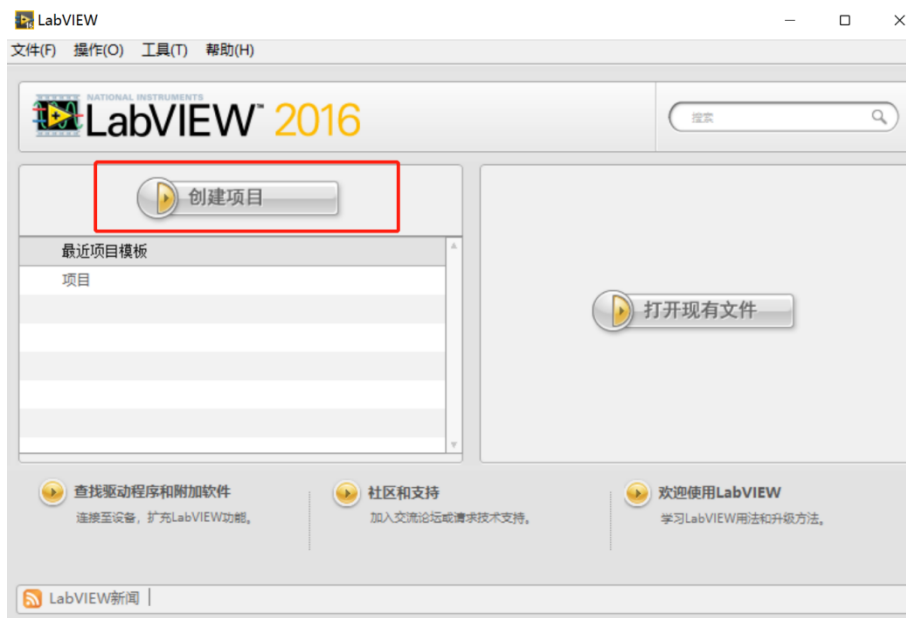 LabVIEW
文件(F) 操作(O) 工具(T) 帮助(H)
NATIONAL INSTRUMENTS
LabVIEW™ 2016
搜索
创建项目
最近项目模板
项目
打开现有文件
查找驱动程序和附加软件
连接至设备，扩充LabVIEW功能。
社区和支持
加入交流论坛或请求技术支持。
欢迎使用LabVIEW
学习LabVIEW用法和升级方法。
LabVIEW新闻